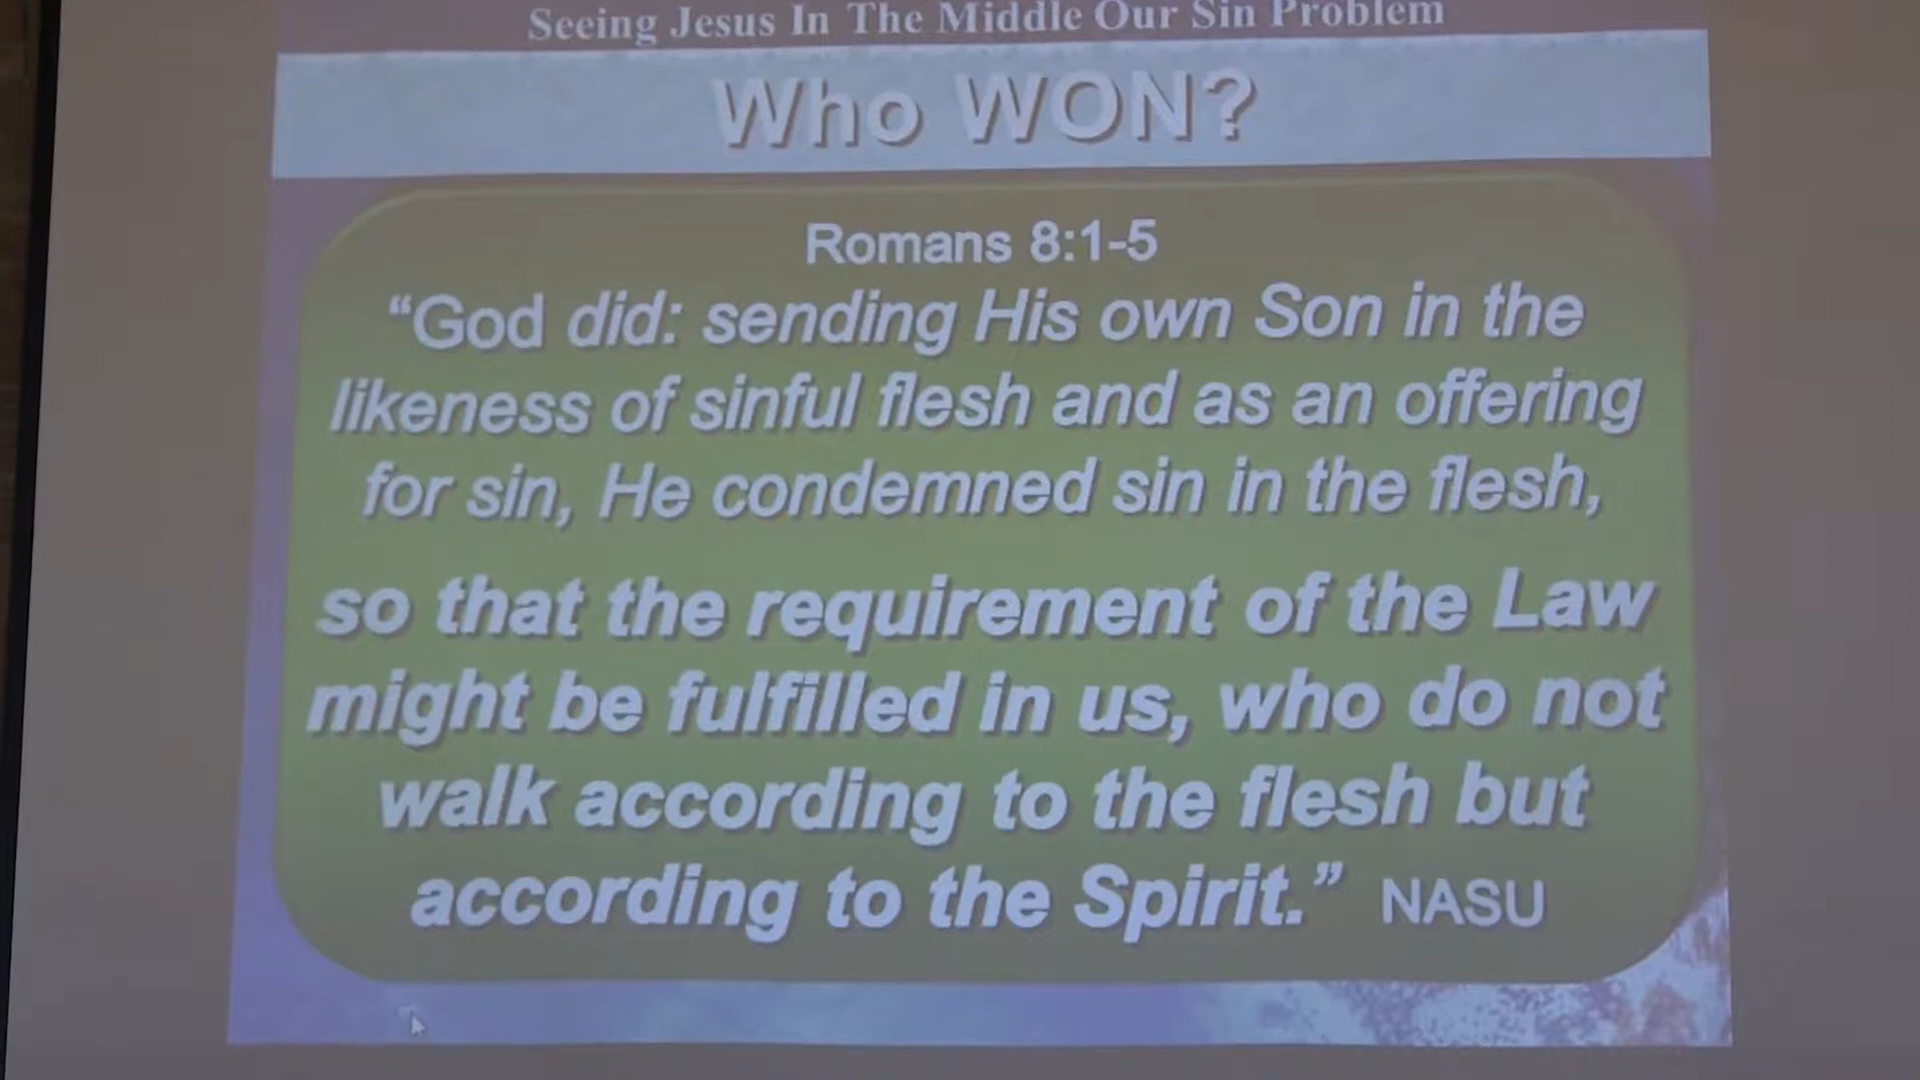 Seeing Jesus In The Middle Our Sin Problem
Who WON?
Romans 8:1-5
“God did: sending His own Son in the
likeness of sinful flesh and as an offering
for sin, He condemned sin in the flesh,
so that the requirement of the Law
might be fulfilled in us, who do not
walk according to the flesh but
according to the Spirit.” NASU